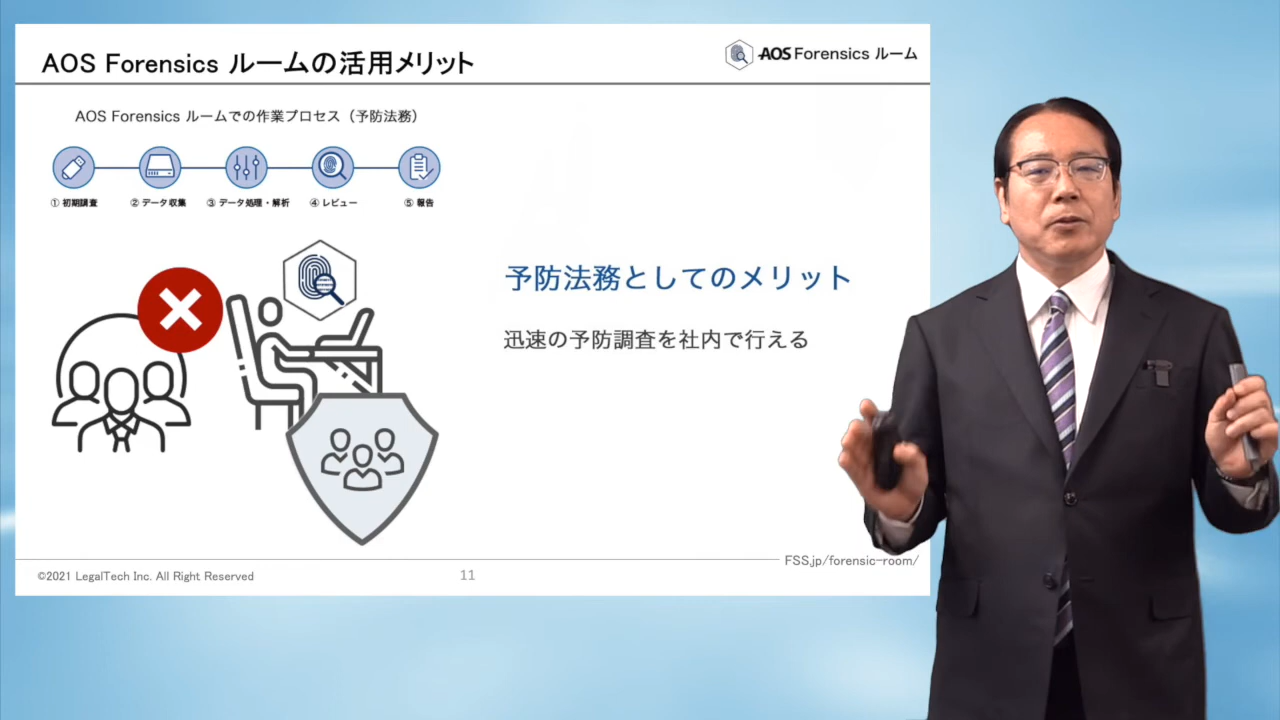 AOS Forensics ルームの活用メリット
AOS Forensics ルーム
AOS Forensics ルームでの作業プロセス（予防法務）
① 初期調査
② データ収集
③ データ処理・解析
④ レビュー
⑤ 報告
予防法務としてのメリット
迅速の予防調査を社内で行える
FSS.jp/forensic-room/
©2021 LegalTech Inc. All Right Reserved
11